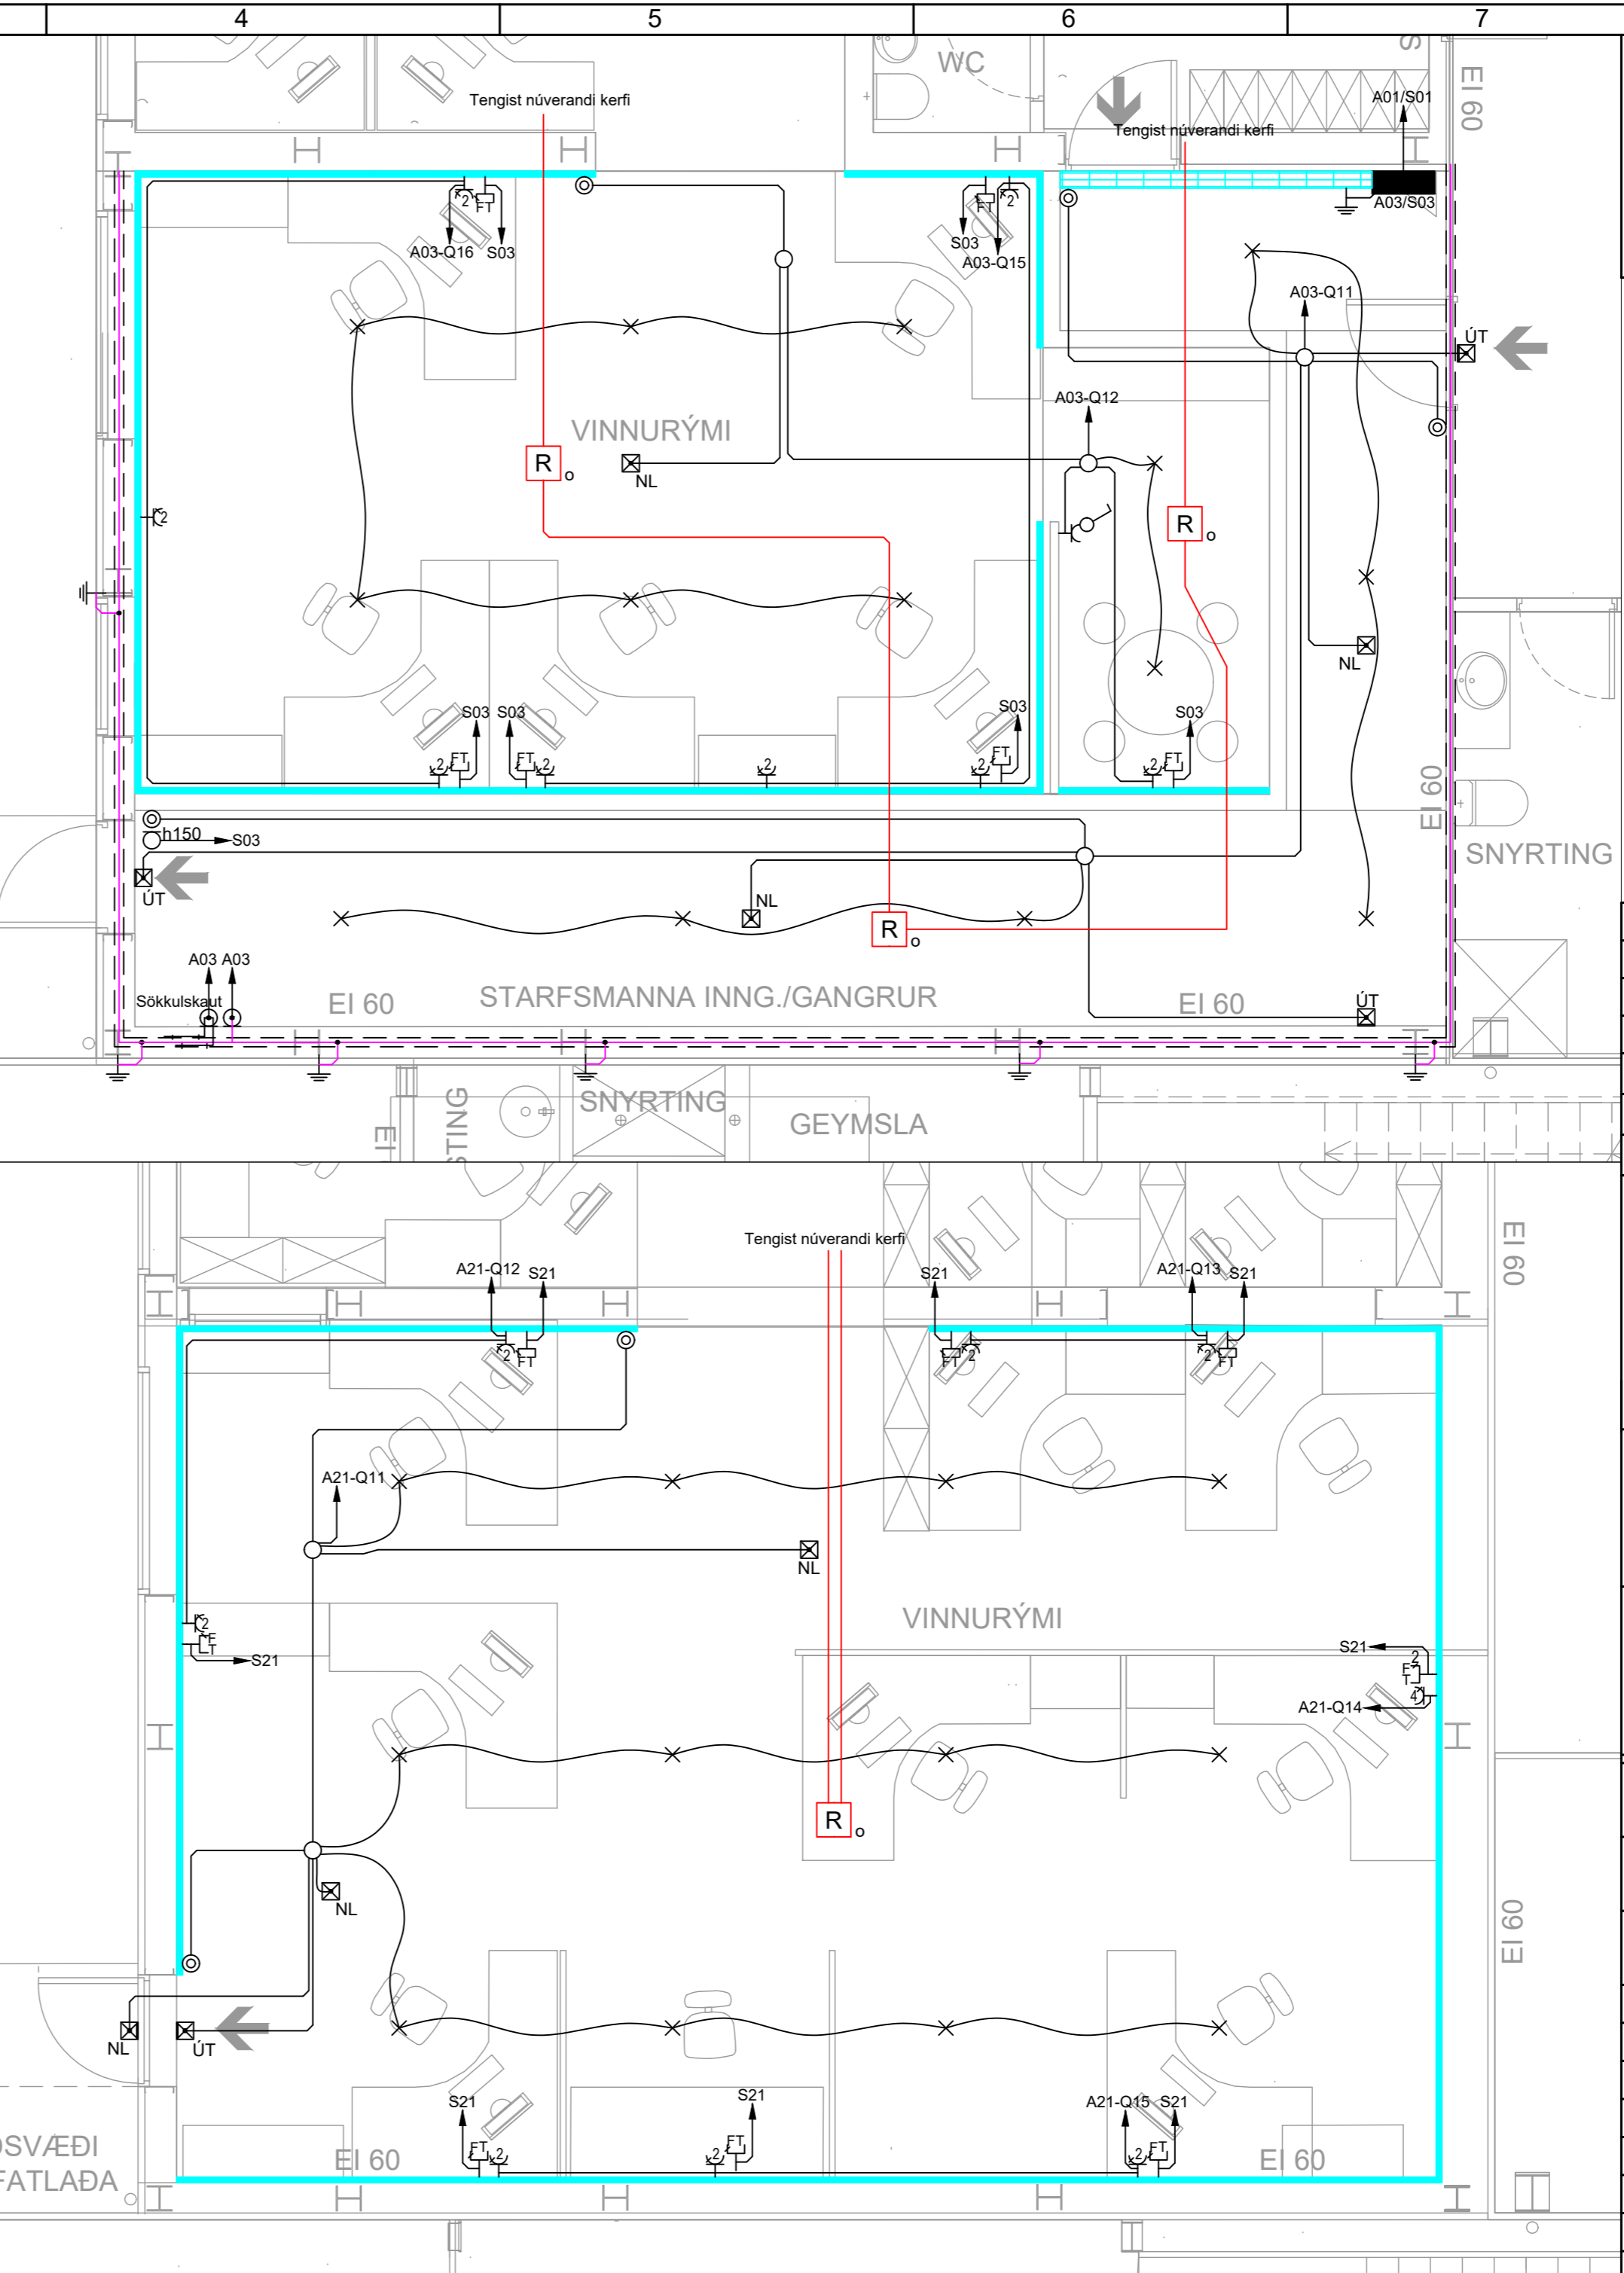 4
5
6
7
WC
S
EI 60
Tengist núverandi kerfi
Tengist núverandi kerfi
A01/S01
A03/S03
2
FT
FT
2
A03-Q16
S03
S03
A03-Q15
A03-Q11
ÚT
A03-Q12
VINNURÝMI
R
o
NL
2
R
o
NL
S03
S03
S03
S03
2
FT
FT
2
2
2
FT
2
FT
EI 60
h150
S03
SNYRTING
ÚT
NL
R
o
A03
A03
Sökkulskaut
EI 60
STARFSMANNA INNG./GANGRUR
EI 60
ÚT
EI
STING
SNYRTING
GEYMSLA
Tengist núverandi kerfi
EI 60
A21-Q12
S21
S21
A21-Q13
S21
2
FT
FT
2
2
FT
A21-Q11
NL
VINNURÝMI
2
FT
S21
S21
2
FT
4
A21-Q14
R
o
NL
EI 60
NL
ÚT
S21
S21
A21-Q15
S21
ÐSVÆÐI
FATLAÐA
EI 60
FT
2
2
FT
2
FT
EI 60